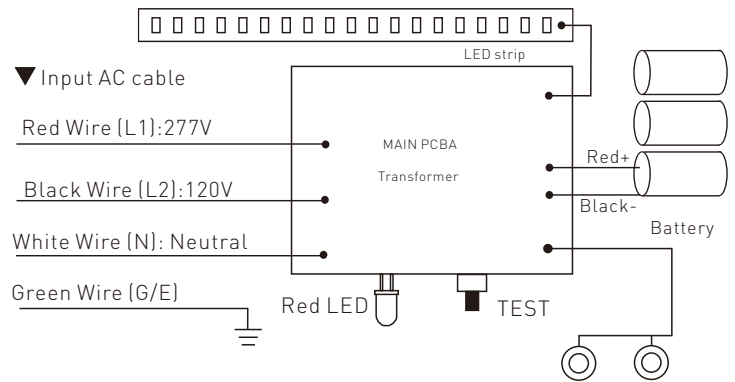 LED strip
▼ Input AC cable
Red Wire (L1):277V
MAIN PCBA
Red+
Transformer
Black Wire (L2):120V
Black-
Battery
White Wire (N): Neutral
Green Wire (G/E)
Red LED
TEST